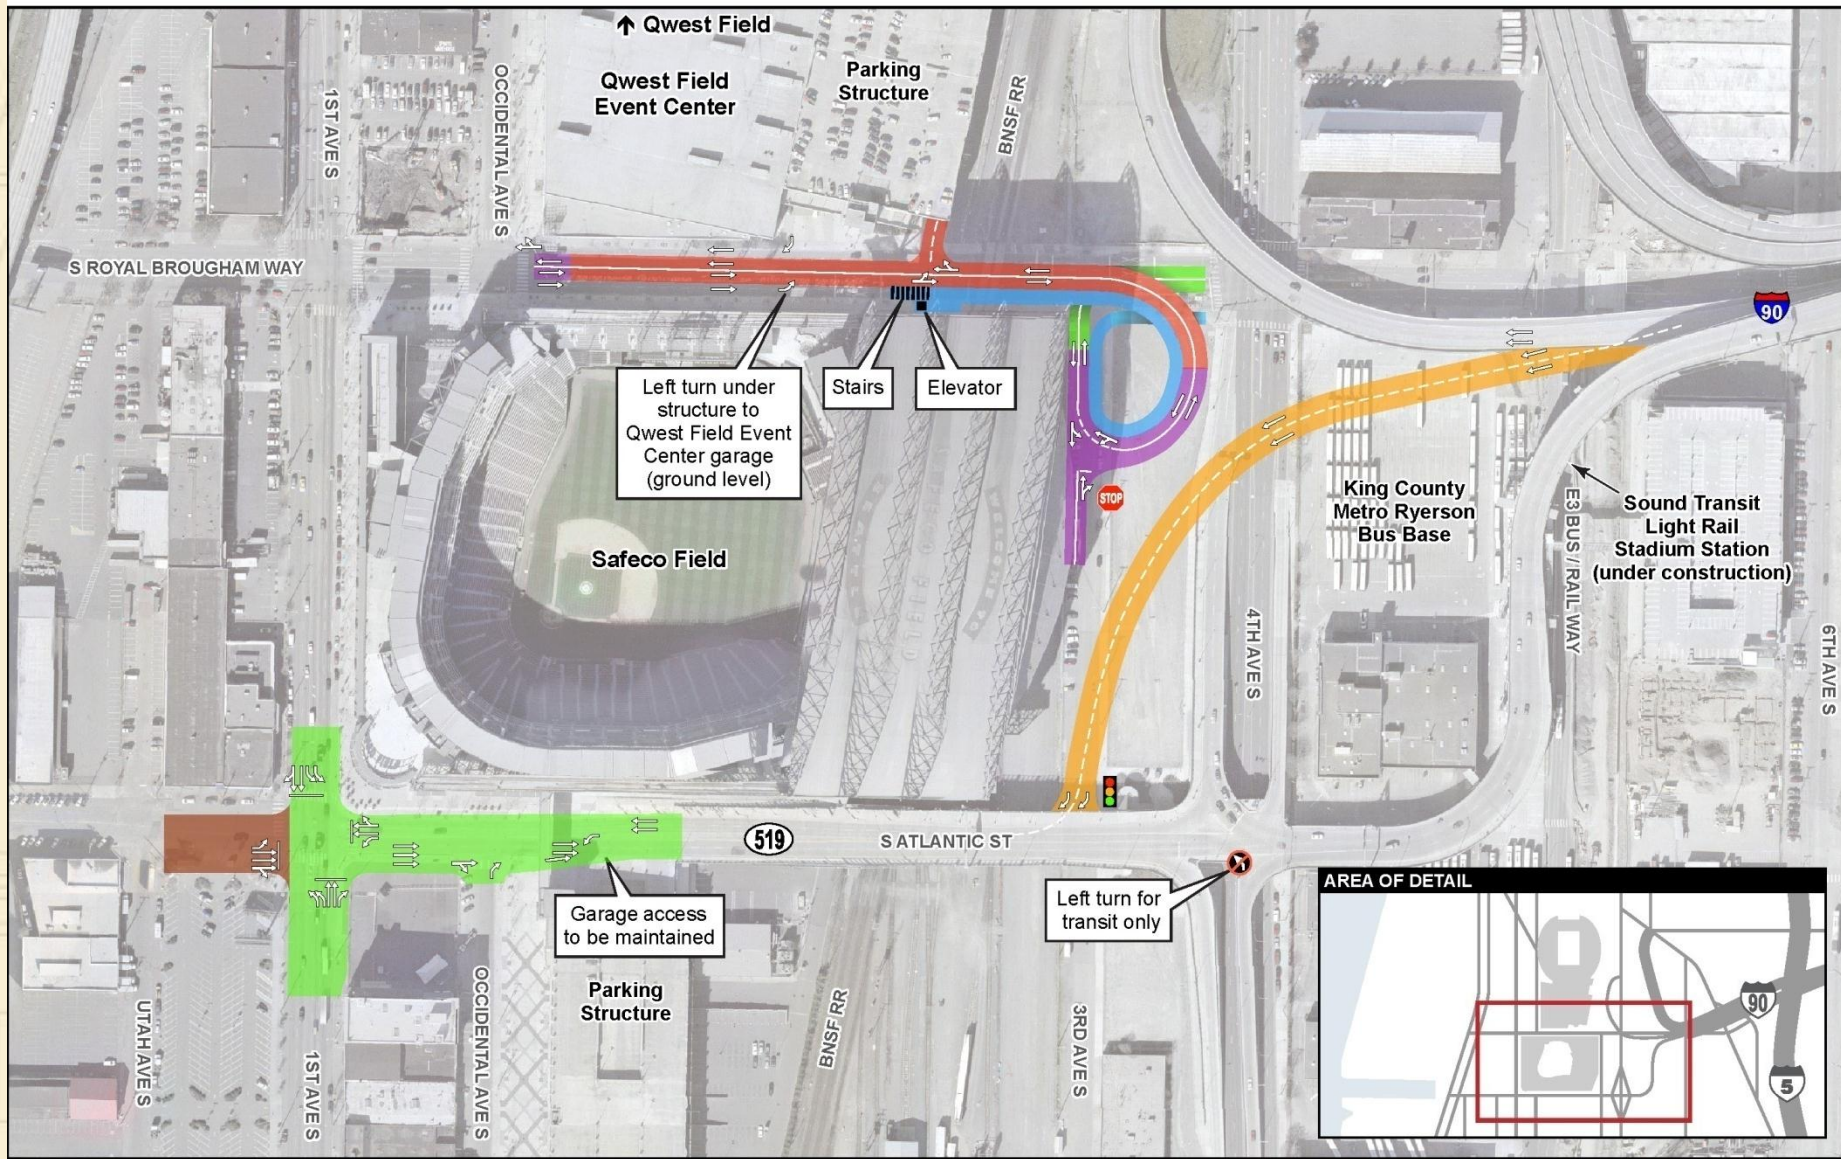 ↑ Qwest Field
Qwest Field
Event Center
Parking
Structure
BNSF RR
1ST AVE S
OCCIDENTAL AVE S
S ROYAL BROUGHAM WAY
90
Left turn under
structure to
Qwest Field Event
Center garage
(ground level)
Stairs
Elevator
STOP
King County
Metro Ryerson
Bus Base
Sound Transit
Light Rail
Stadium Station
(under construction)
E3 BUS / RAIL WAY
Safeco Field
4TH AVE S
6TH AVE S
519
S ATLANTIC ST
Garage access
to be maintained
Left turn for
transit only
Parking
Structure
UTAH AVE S
1ST AVE S
OCCIDENTAL AVE S
BNSF RR
3RD AVE S
AREA OF DETAIL
90
5